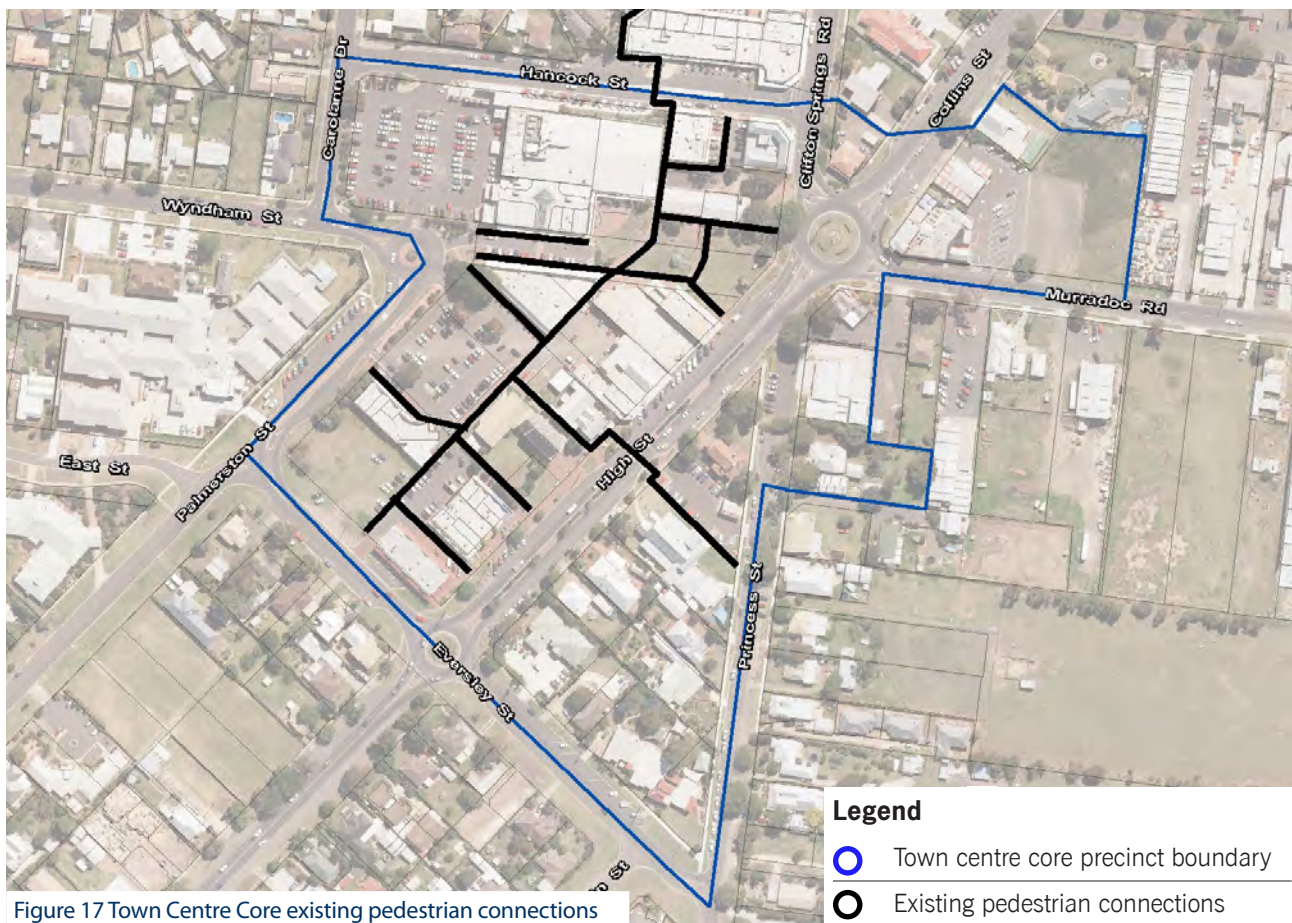 Carolanne Dr
Hancock St
Clifton Springs Rd
Collins St
Wyndham St
Murradoc Rd
East St
Palmerston St
High St
Princess St
Eversley St
St
Legend
Town centre core precinct boundary
Existing pedestrian connections
Figure 17 Town Centre Core existing pedestrian connections